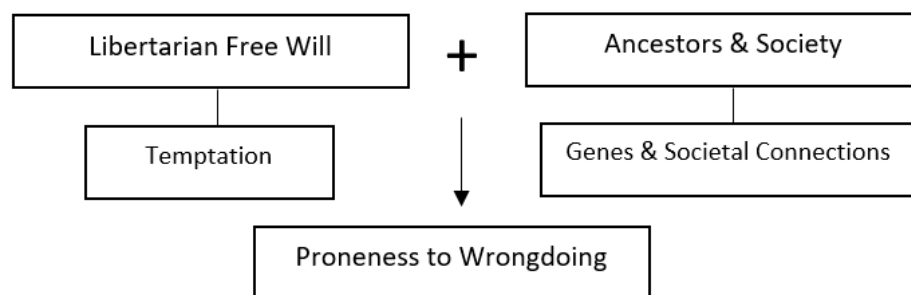 Libertarian Free Will
+
Ancestors & Society
Temptation
Genes & Societal Connections
Proneness to Wrongdoing